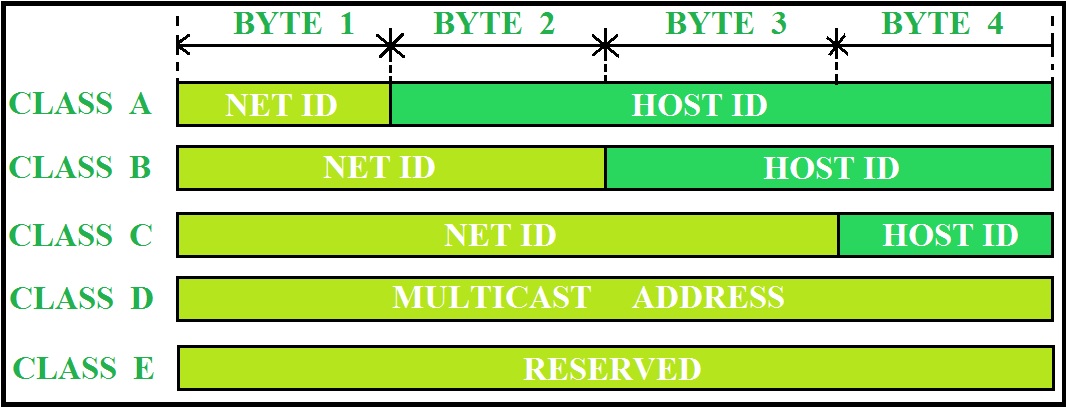 BYTE 1 BYTE 2 BYTE 3 BYTE 4
CLASS A NET ID HOST ID
CLASS B NET ID HOST ID
CLASS C NET ID HOST ID
CLASS D MULTICAST ADDRESS
CLASS E RESERVED